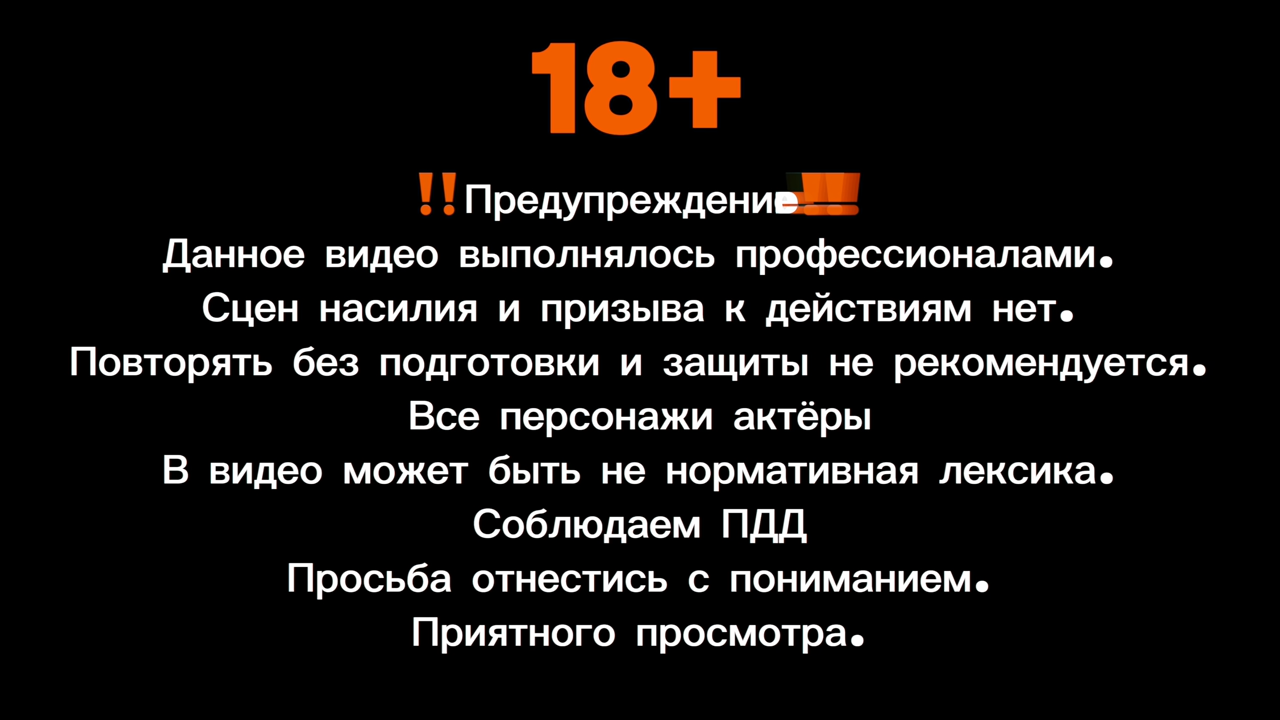 18+
‼Предупреждение‼
Данное видео выполнялось профессионалами.
Сцен насилия и призыва к действиям нет.
Повторять без подготовки и защиты не рекомендуется.
Все персонажи актёры
В видео может быть не нормативная лексика.
Соблюдаем ПДД
Просьба отнестись с пониманием.
Приятного просмотра.